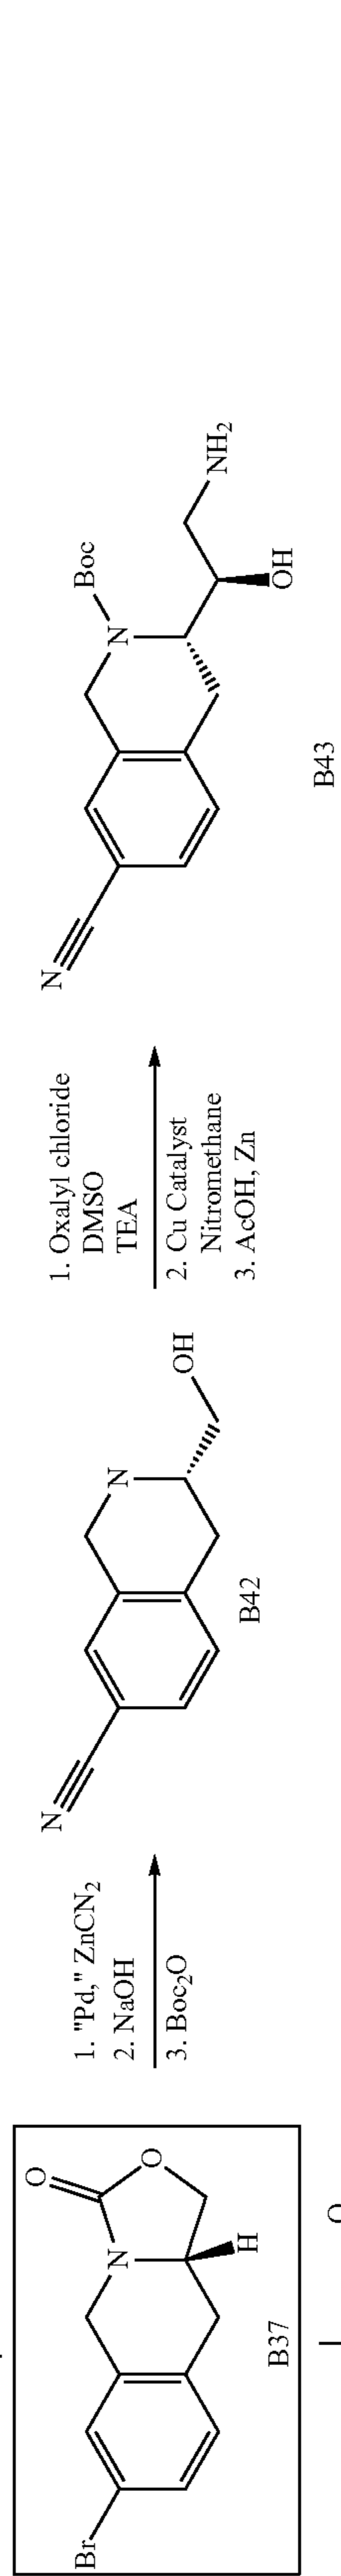 Br
N
O
O
H
B37
1. "Pd," ZnCN2
2. NaOH
3. Boc2O
N
N
OH
B42
1. Oxalyl chloride
DMSO
TEA
2. Cu Catalyst
Nitromethane
3. AcOH, Zn
N
N
Boc
NH2
OH
B43
O